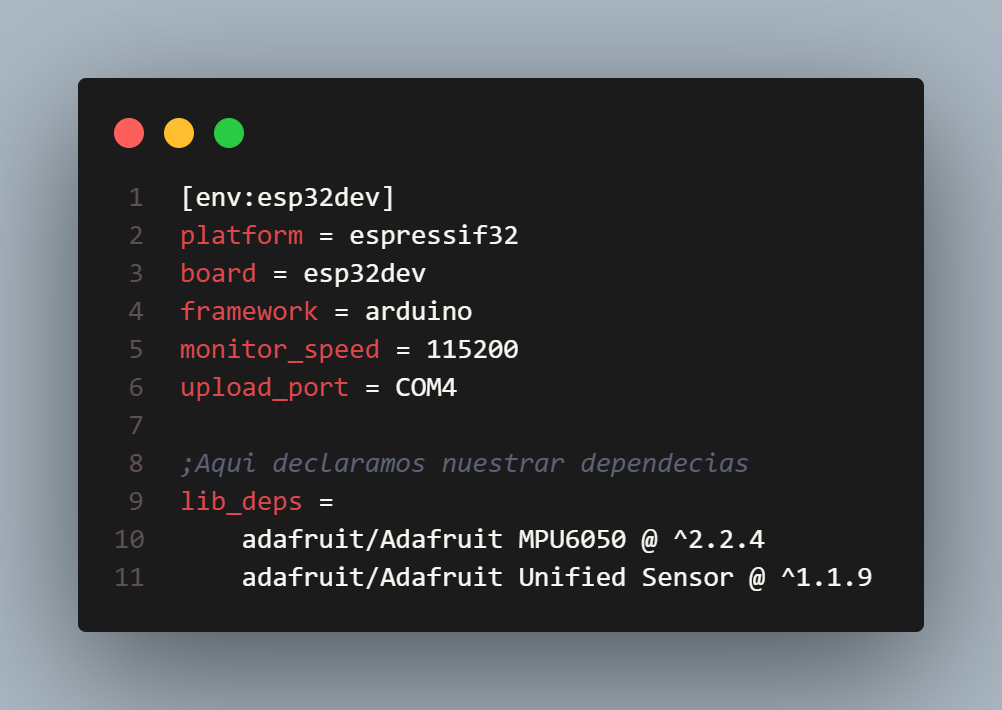 1 [env:esp32dev]
2 platform = espressif32
3 board = esp32dev
4 framework = arduino
5 monitor_speed = 115200
6 upload_port = COM4
7
8 ;Aqui declaramos nuestrar dependecias
9 lib_deps =
10 adafruit/Adafruit MPU6050 @ ^2.2.4
11 adafruit/Adafruit Unified Sensor @ ^1.1.9